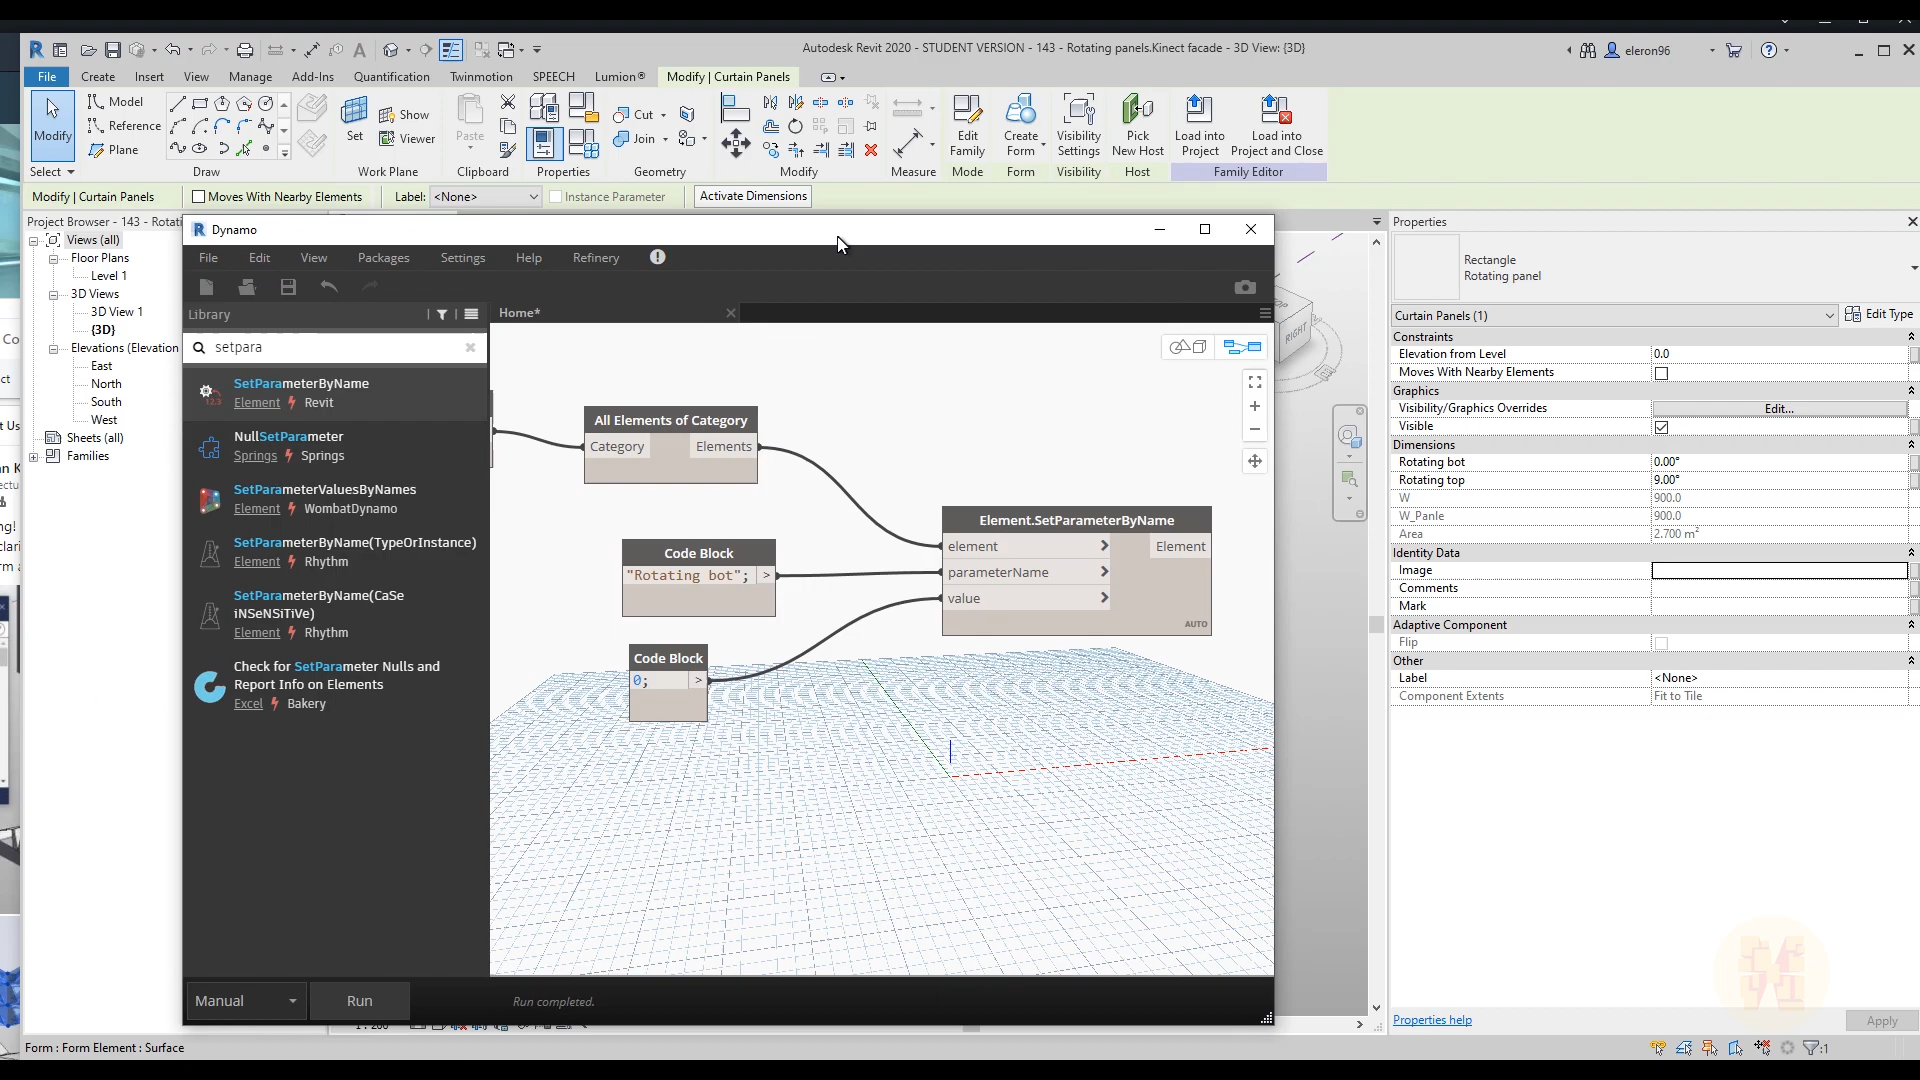 Autodesk Revit 2020 - STUDENT VERSION - 143 - Rotating panels.Kinect facade - 3D View: {3D}
eleron96
File Create Insert View Manage Add-Ins Quantification Twinmotion SPEECH Lumion® Modify | Curtain Panels
Modify
Model
Reference
Plane
Set
Show
Viewer
Paste
Cut
Join
Edit
Family
Create
Form
Visibility
Settings
Pick
New Host
Load into
Project
Load into
Project and Close
Select Draw Work Plane Clipboard Properties Geometry Modify Measure Mode Form Visibility Host Family Editor
Modify | Curtain Panels Moves With Nearby Elements Label: <None> Instance Parameter Activate Dimensions
Project Browser - 143 - Rotati
Views (all)
Floor Plans
Level 1
3D Views
3D View 1
{3D}
Elevations (Elevation
East
North
South
West
Sheets (all)
Families
Dynamo
File Edit View Packages Settings Help Refinery
Library
Home*
setpara
SetParameterByName
Element Revit
NullSetParameter
Springs Springs
SetParameterValuesByNames
Element WombatDynamo
SetParameterByName(TypeOrInstance)
Element Rhythm
SetParameterByName(CaSe
iNSeNSiTiVe)
Element Rhythm
Check for SetParameter Nulls and
Report Info on Elements
Excel Bakery
All Elements of Category
Category Elements
Code Block
"Rotating bot"; >
Code Block
0; >
Element.SetParameterByName
element > Element
parameterName >
value >
AUTO
Manual Run Run completed.
TOP
RIGHT
Properties
Rectangle
Rotating panel
Curtain Panels (1) Edit Type
Constraints
Elevation from Level 0.0
Moves With Nearby Elements
Graphics
Visibility/Graphics Overrides Edit...
Visible
Dimensions
Rotating bot 0.00°
Rotating top 9.00°
W 900.0
W_Panle 900.0
Area 2.700 m²
Identity Data
Image
Comments
Mark
Adaptive Component
Flip
Other
Label <None>
Component Extents Fit to Tile
Properties help Apply
Form : Form Element : Surface
:1